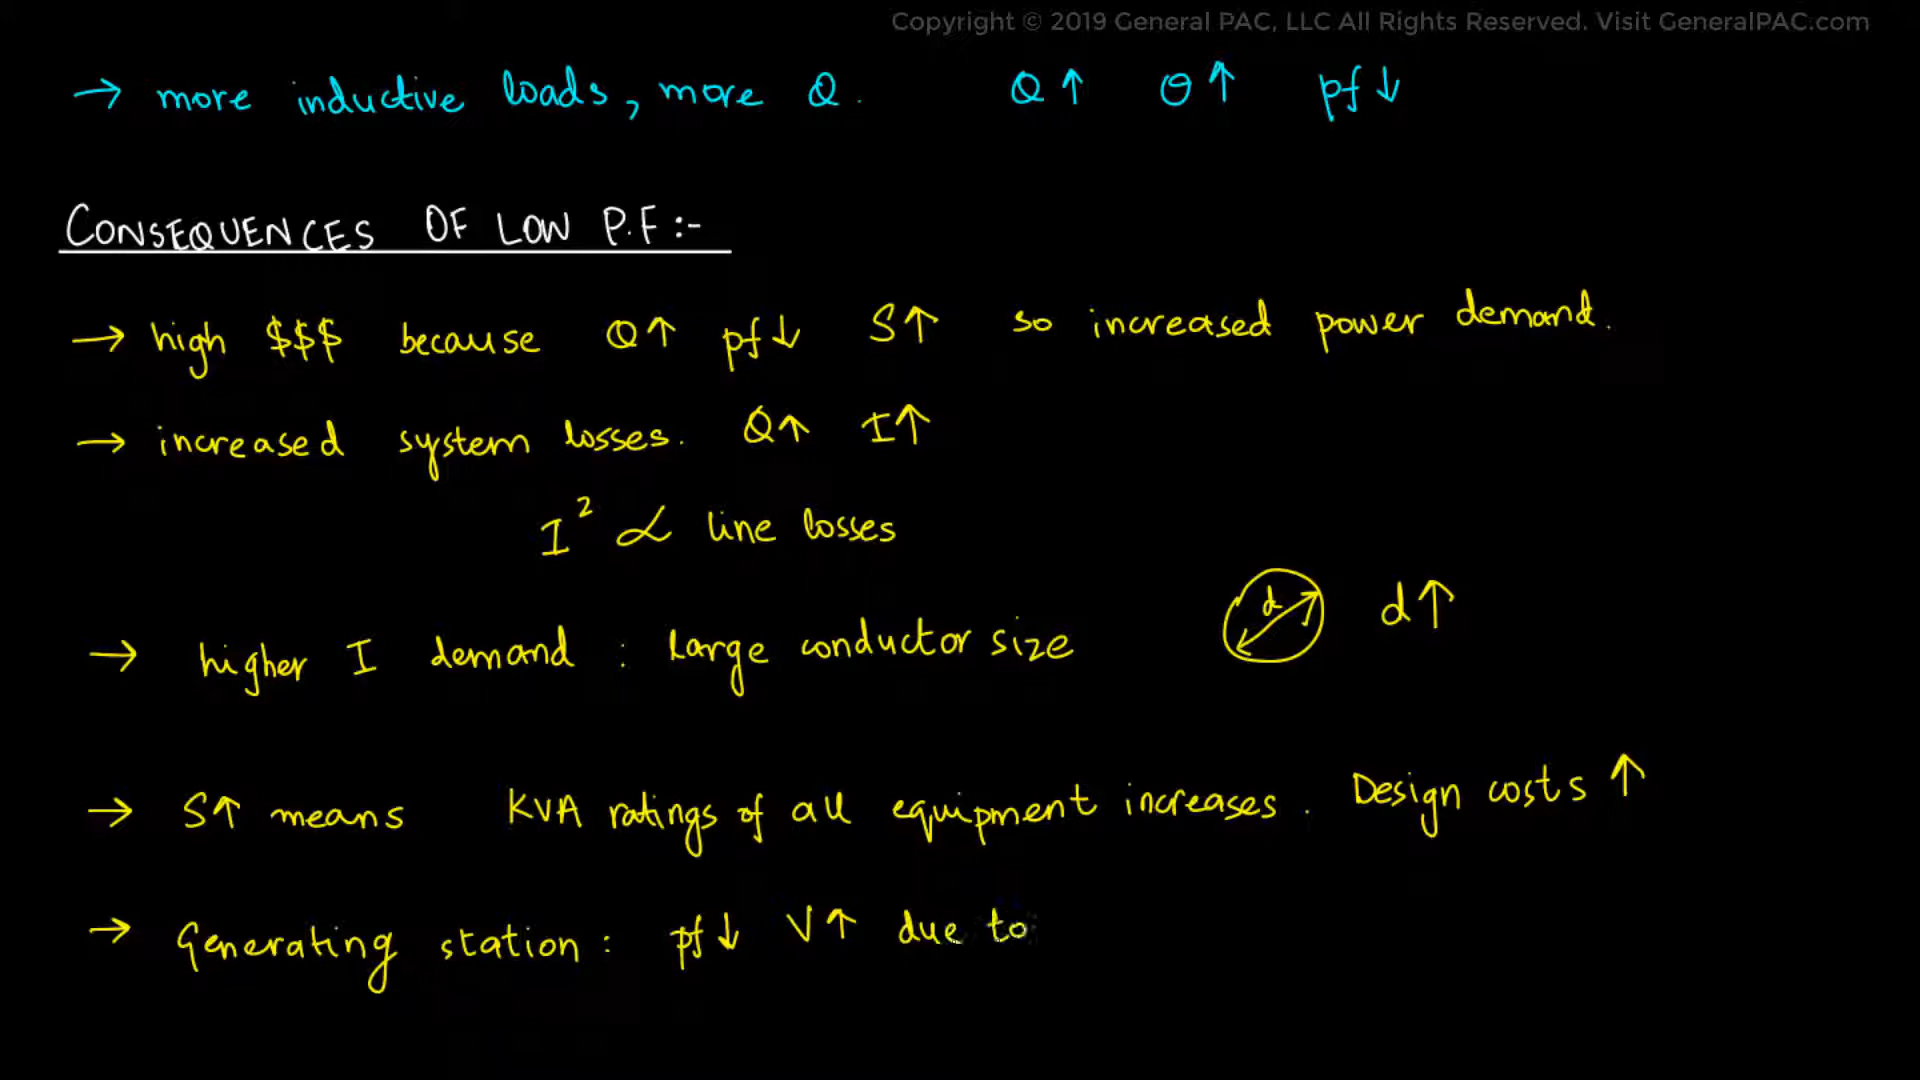 Copyright © 2019 General PAC, LLC All Rights Reserved. Visit GeneralPAC.com
→ more inductive loads, more Q. Q↑ θ↑ pf↓
CONSEQUENCES OF LOW P.F:-
→ high $$$ because Q↑ pf↓ S↑ so increased power demand.
→ increased system losses. Q↑ I↑
I² ∝ line losses
→ higher I demand : Large conductor size d d↑
→ S↑ means KVA ratings of all equipment increases. Design costs ↑
→ Generating station: pf↓ V↑ due to